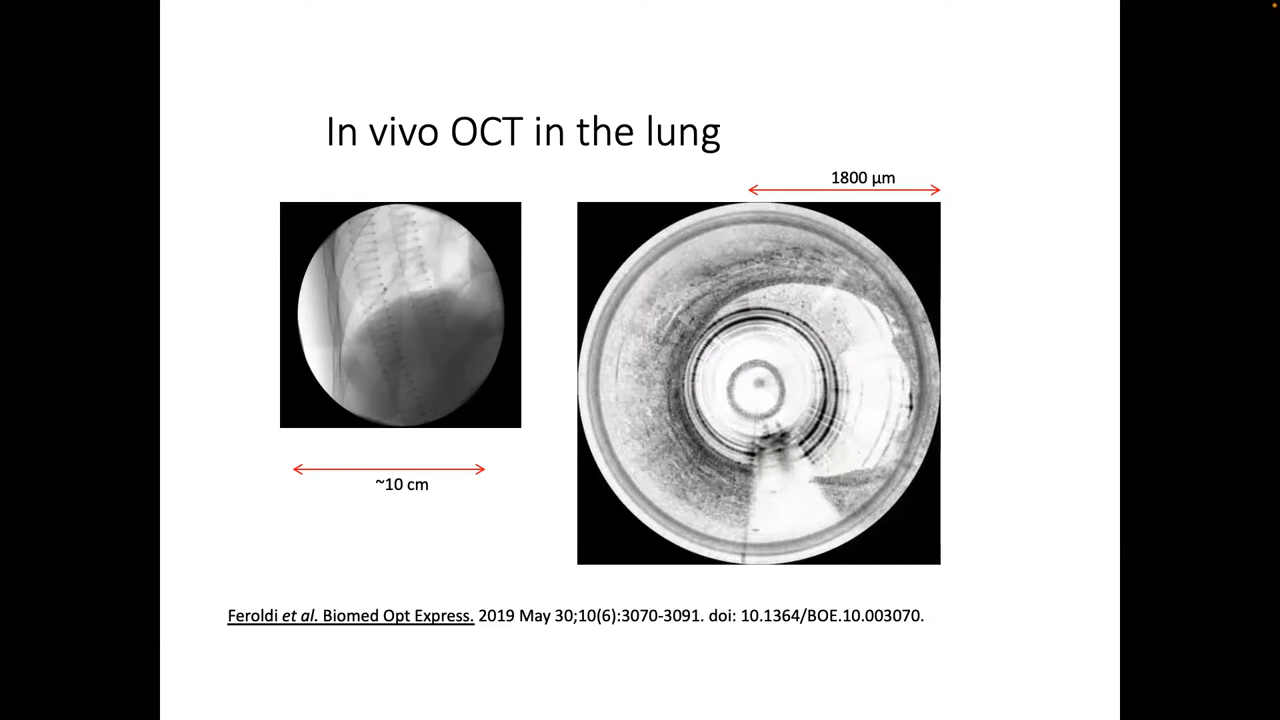 In vivo OCT in the lung
1800 µm
~10 cm
Feroldi et al. Biomed Opt Express. 2019 May 30;10(6):3070-3091. doi: 10.1364/BOE.10.003070.